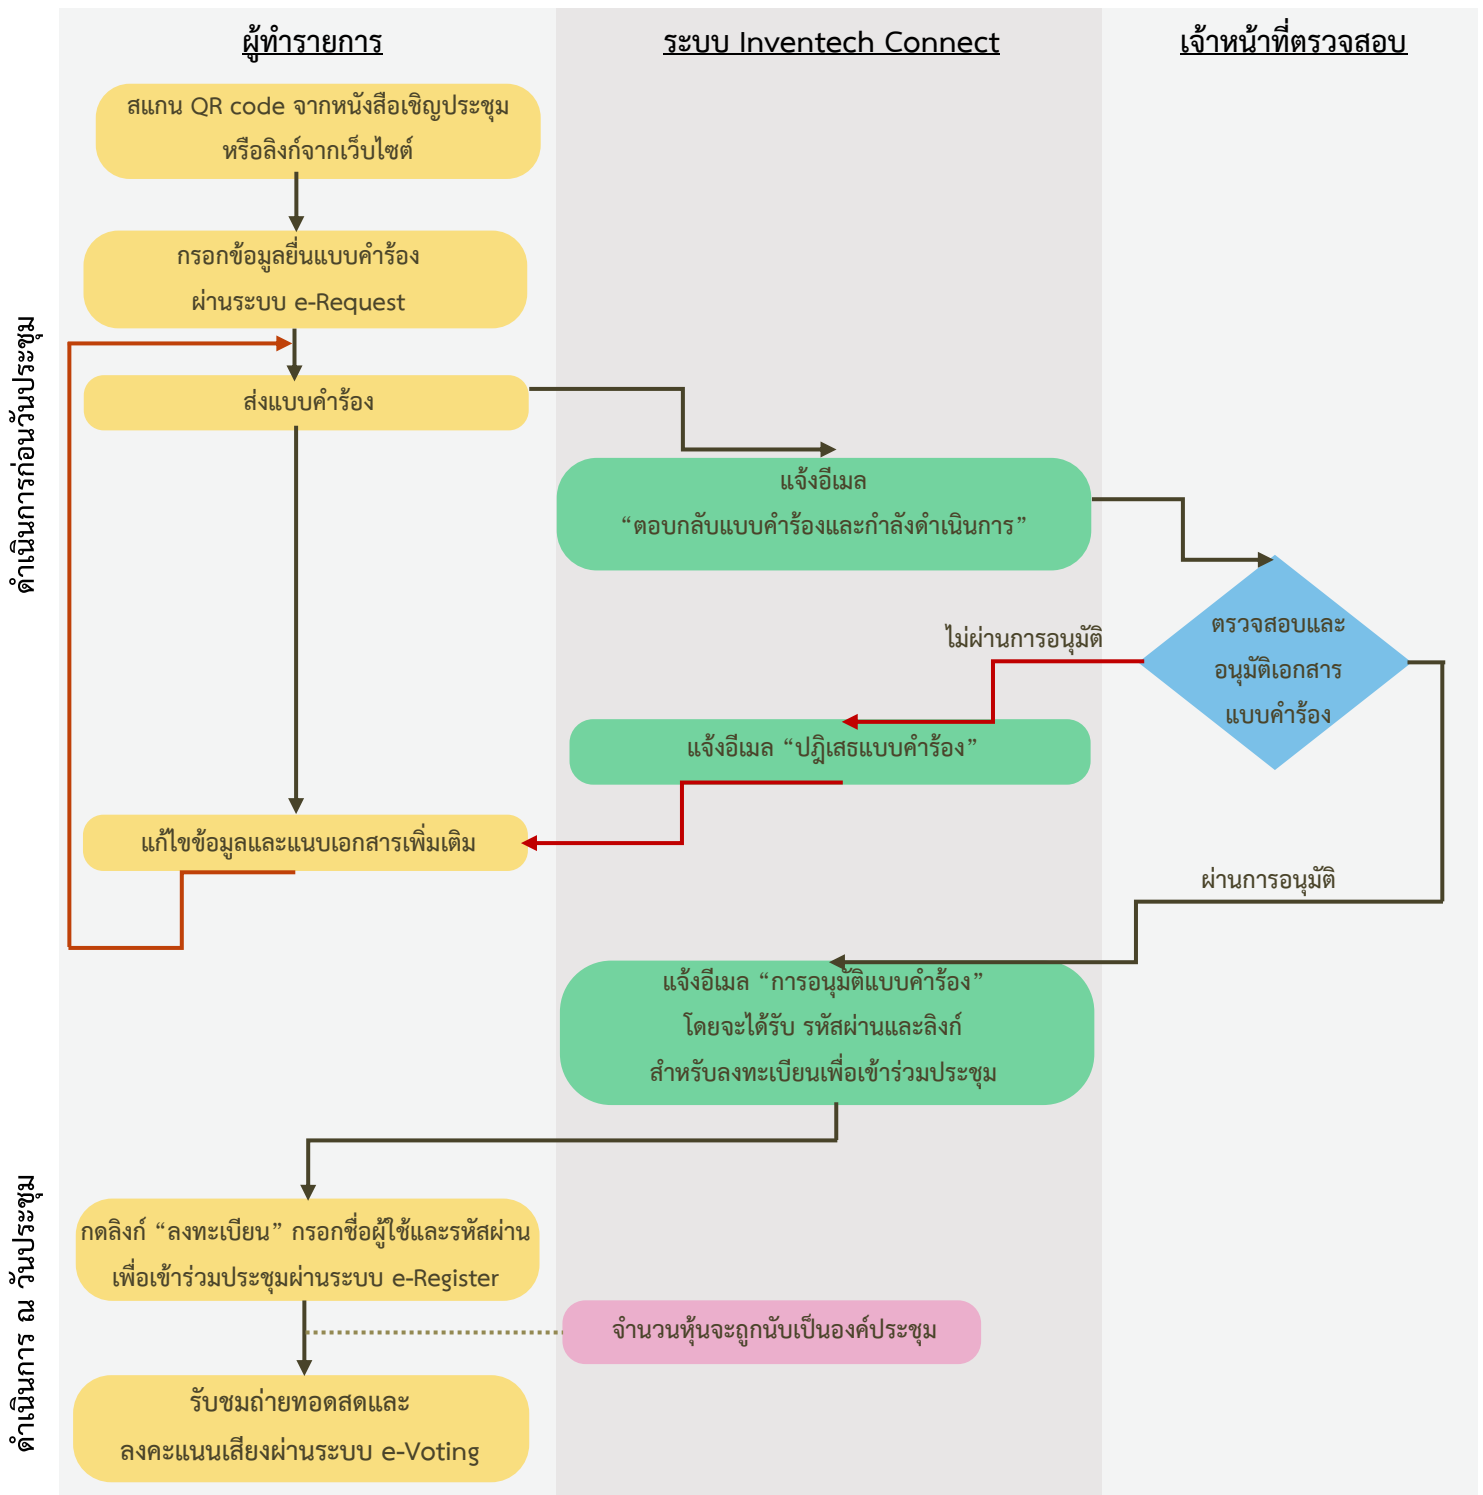 ผู้ทำรายการ
ระบบ Inventech Connect
เจ้าหน้าที่ตรวจสอบ
ดำเนินการก่อนวันประชุม
สแกน QR code จากหนังสือเชิญประชุม
หรือลิงก์จากเว็บไซต์
กรอกข้อมูลยื่นแบบคำร้อง
ผ่านระบบ e-Request
ส่งแบบคำร้อง
แจ้งอีเมล
“ตอบกลับแบบคำร้องและกำลังดำเนินการ”
ตรวจสอบและ
อนุมัติเอกสาร
แบบคำร้อง
ไม่ผ่านการอนุมัติ
แจ้งอีเมล “ปฎิเสธแบบคำร้อง”
แก้ไขข้อมูลและแนบเอกสารเพิ่มเติม
ผ่านการอนุมัติ
แจ้งอีเมล “การอนุมัติแบบคำร้อง”
โดยจะได้รับ รหัสผ่านและลิงก์
สำหรับลงทะเบียนเพื่อเข้าร่วมประชุม
ดำเนินการ ณ วันประชุม
กดลิงก์ “ลงทะเบียน” กรอกชื่อผู้ใช้และรหัสผ่าน
เพื่อเข้าร่วมประชุมผ่านระบบ e-Register
จำนวนหุ้นจะถูกนับเป็นองค์ประชุม
รับชมถ่ายทอดสดและ
ลงคะแนนเสียงผ่านระบบ e-Voting